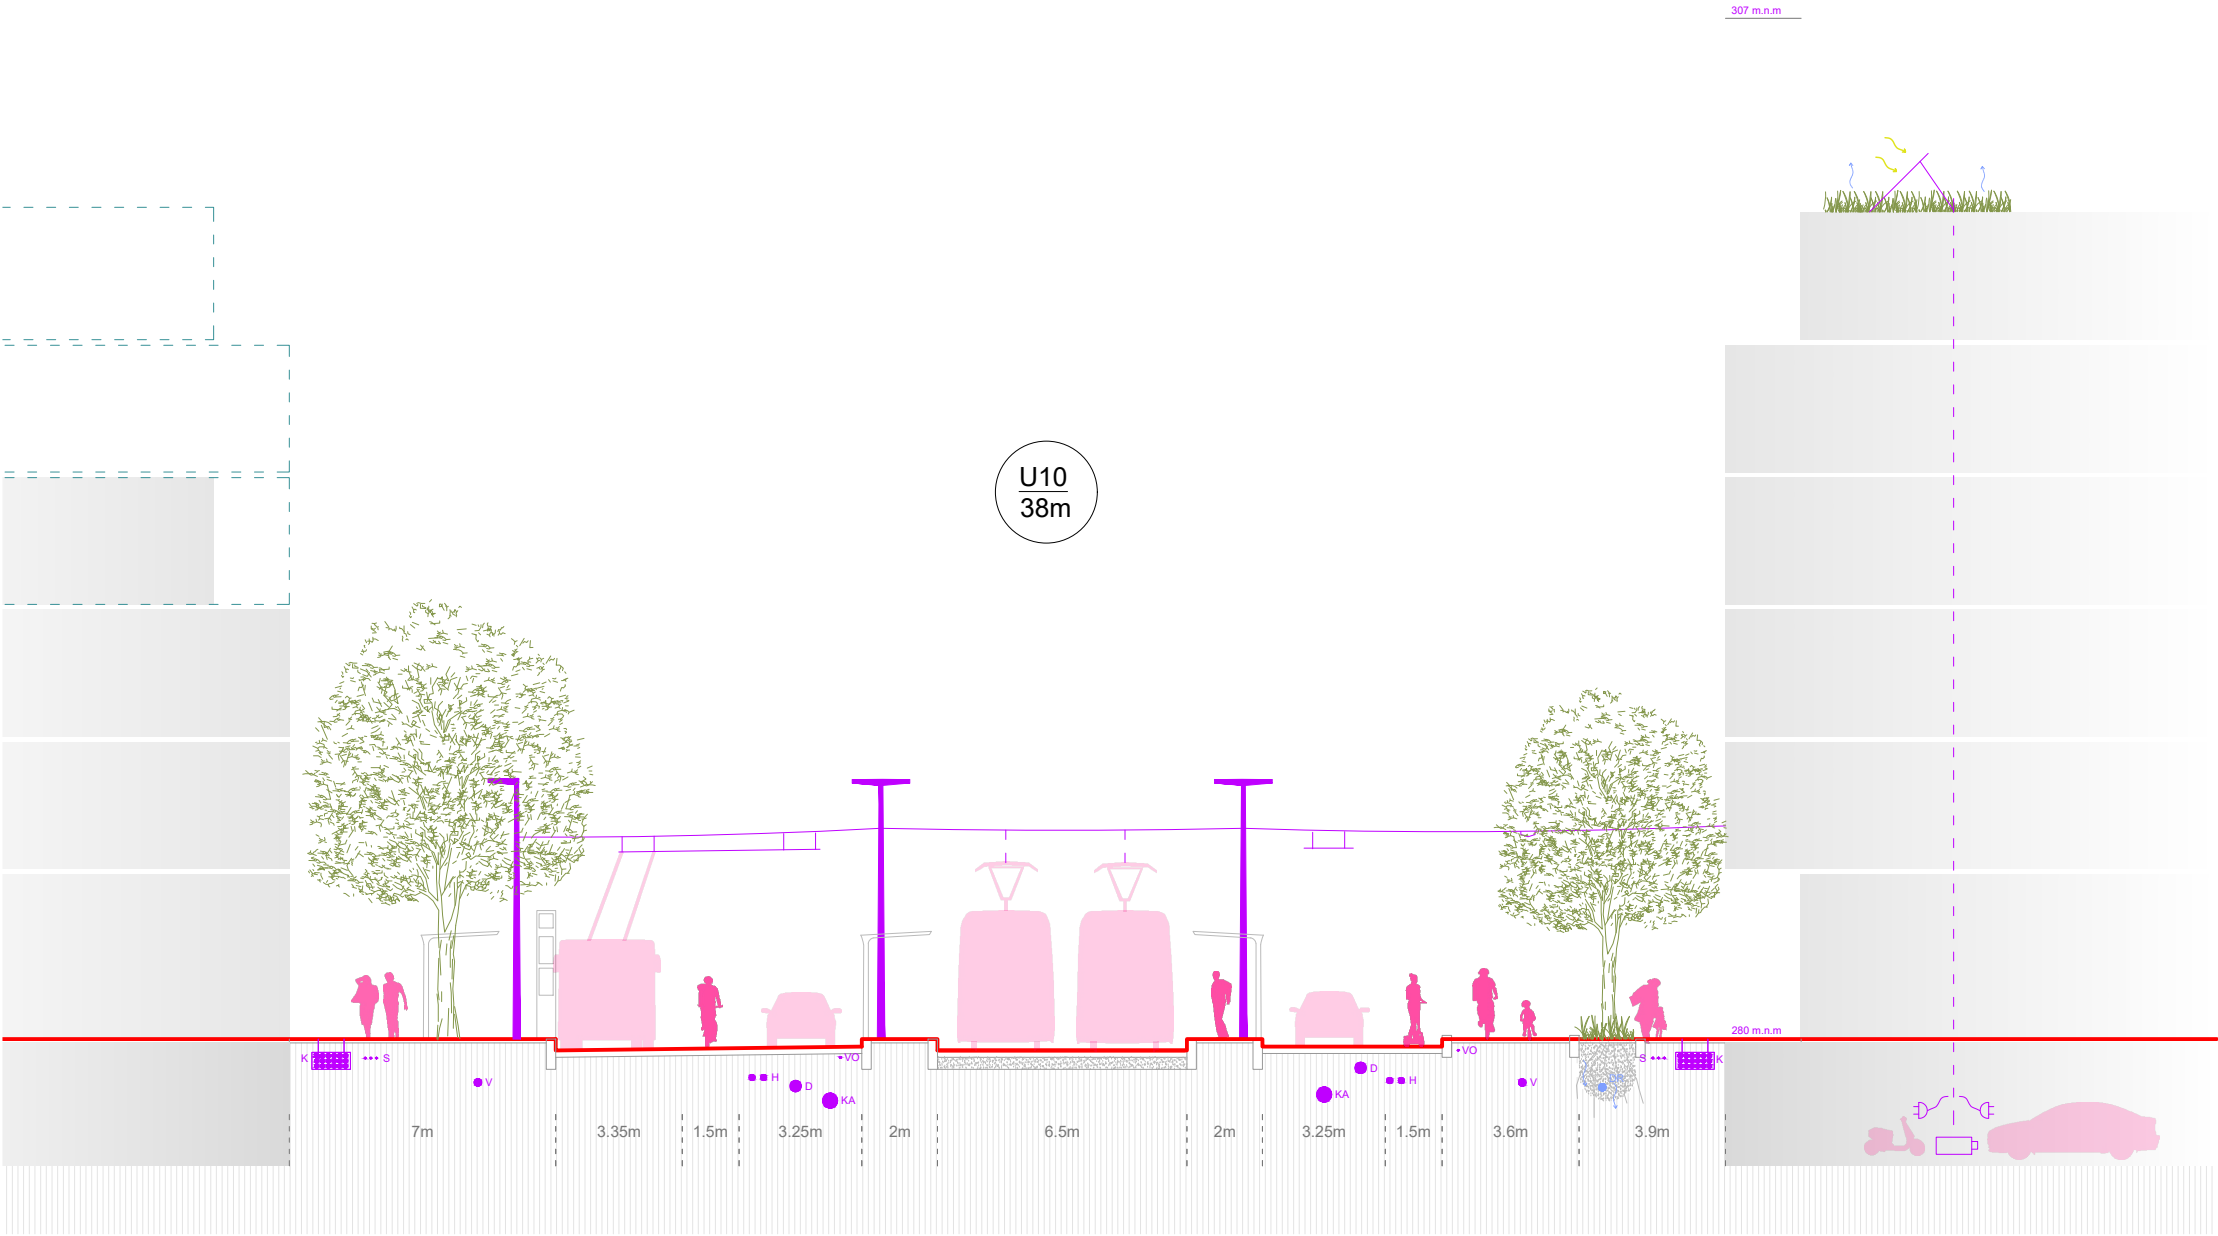 307 m.n.m
U10
38m
280 m.n.m
K S V H D KA VO
KA D H VO V S K
7m 3.35m 1.5m 3.25m 2m 6.5m 2m 3.25m 1.5m 3.6m 3.9m